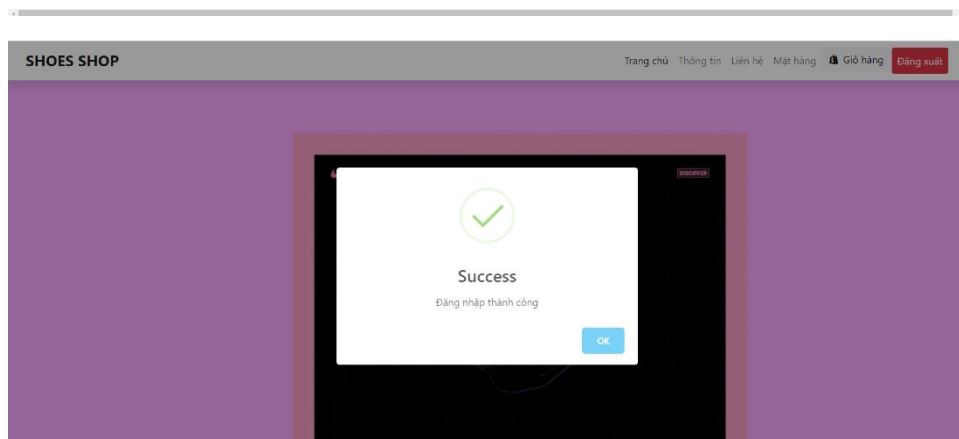 SHOES SHOP
Trang chủ Thông tin Liên hệ Mặt hàng Giỏ hàng Đăng xuất
DISCOVER
Success
Đăng nhập thành công
OK